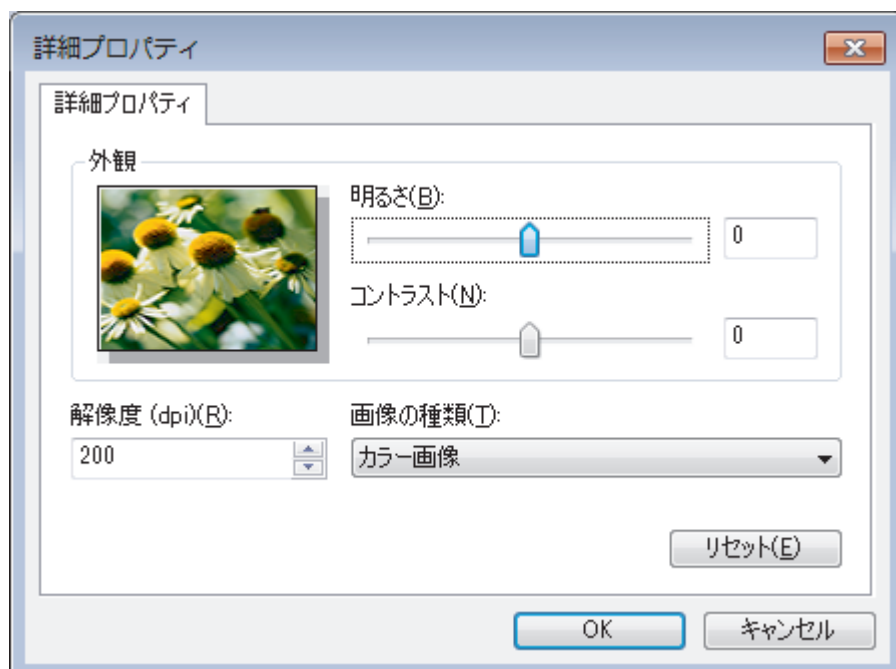 詳細プロパティ
詳細プロパティ
外観
明るさ(B):
0
コントラスト(N):
0
解像度 (dpi)(R):
画像の種類(T):
200
カラー画像
リセット(E)
OK
キャンセル